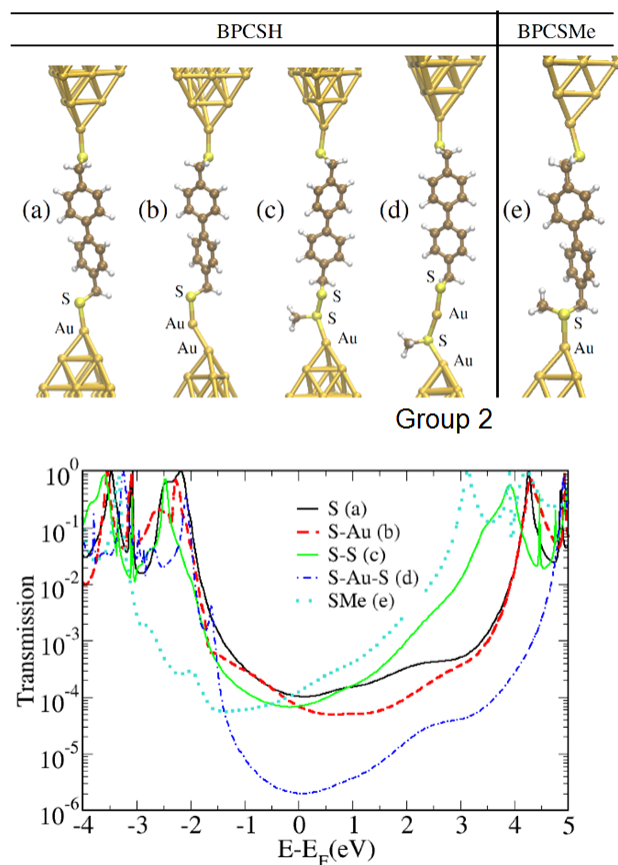 BPCSH BPCSMe
(a) (b) (c) (d) (e)
S S S S
Au Au S Au Au
Au Au S
Au
Group 2
10^0
10^-1
10^-2
10^-3
10^-4
10^-5
10^-6
Transmission
S (a)
S-Au (b)
S-S (c)
S-Au-S (d)
SMe (e)
-4 -3 -2 -1 0 1 2 3 4 5
E-E_F(eV)